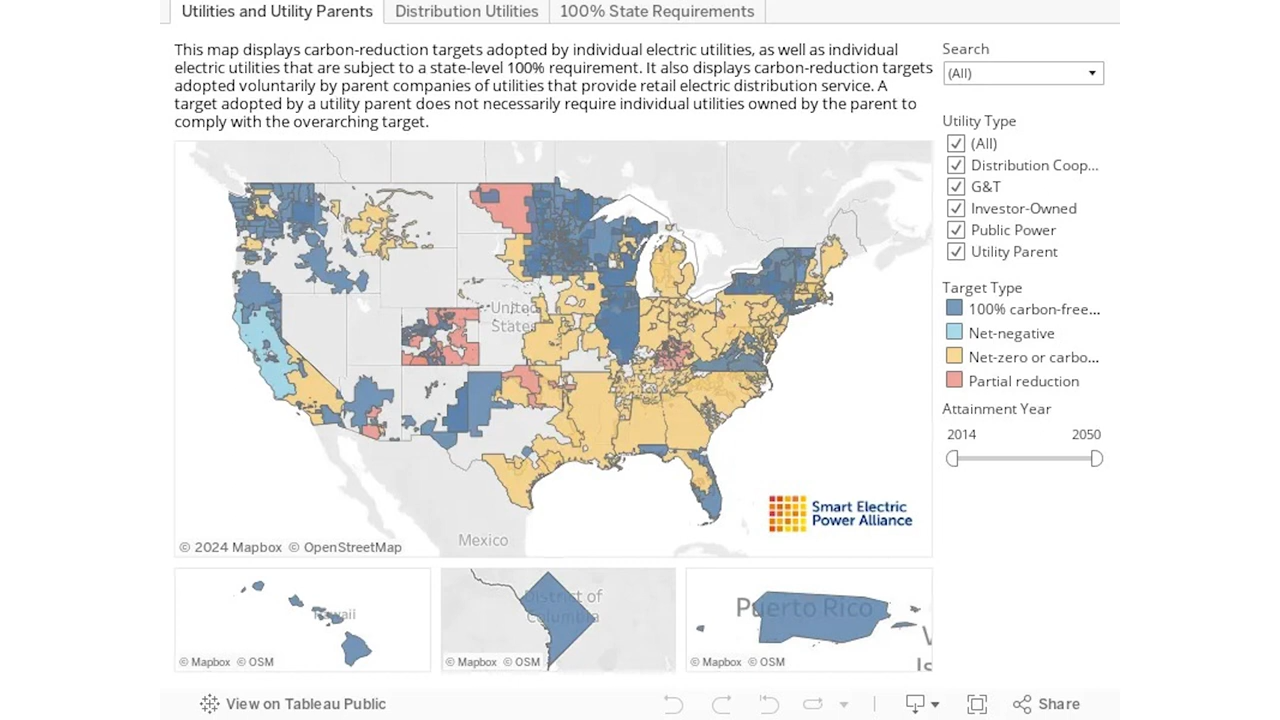 Utilities and Utility Parents
Distribution Utilities
100% State Requirements
This map displays carbon-reduction targets adopted by individual electric utilities, as well as individual
electric utilities that are subject to a state-level 100% requirement. It also displays carbon-reduction targets
adopted voluntarily by parent companies of utilities that provide retail electric distribution service. A
target adopted by a utility parent does not necessarily require individual utilities owned by the parent to
comply with the overarching target.
Search
(All)
Utility Type
(All)
Distribution Coop...
G&T
Investor-Owned
Public Power
Utility Parent
Target Type
100% carbon-free...
Net-negative
Net-zero or carbo...
Partial reduction
Attainment Year
2014 2050
United
States
Mexico
Smart Electric
Power Alliance
© 2024 Mapbox © OpenStreetMap
Hawaii
© Mapbox © OSM
District of
Columbia
© Mapbox © OSM
Puerto Rico
© Mapbox © OSM
View on Tableau Public
Share